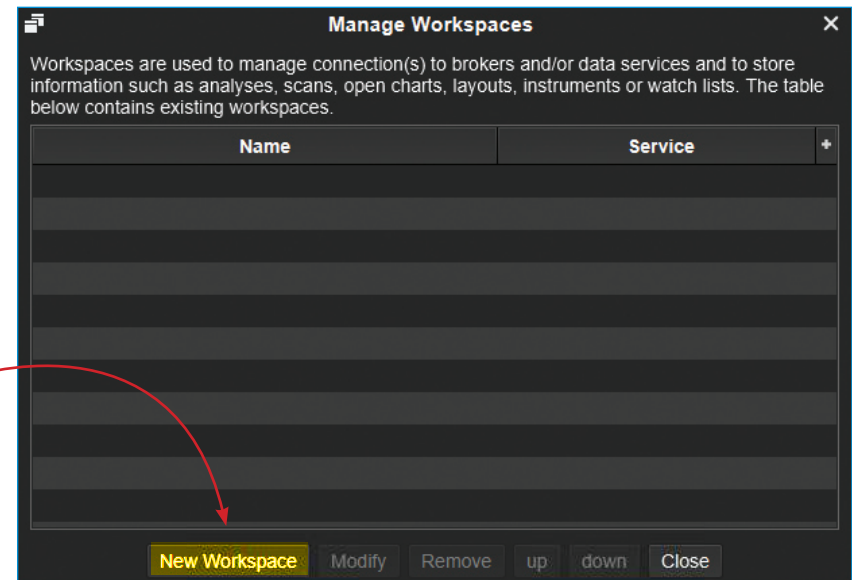 Manage Workspaces
Workspaces are used to manage connection(s) to brokers and/or data services and to store
information such as analyses, scans, open charts, layouts, instruments or watch lists. The table
below contains existing workspaces.
Name Service +
New Workspace Modify Remove up down Close